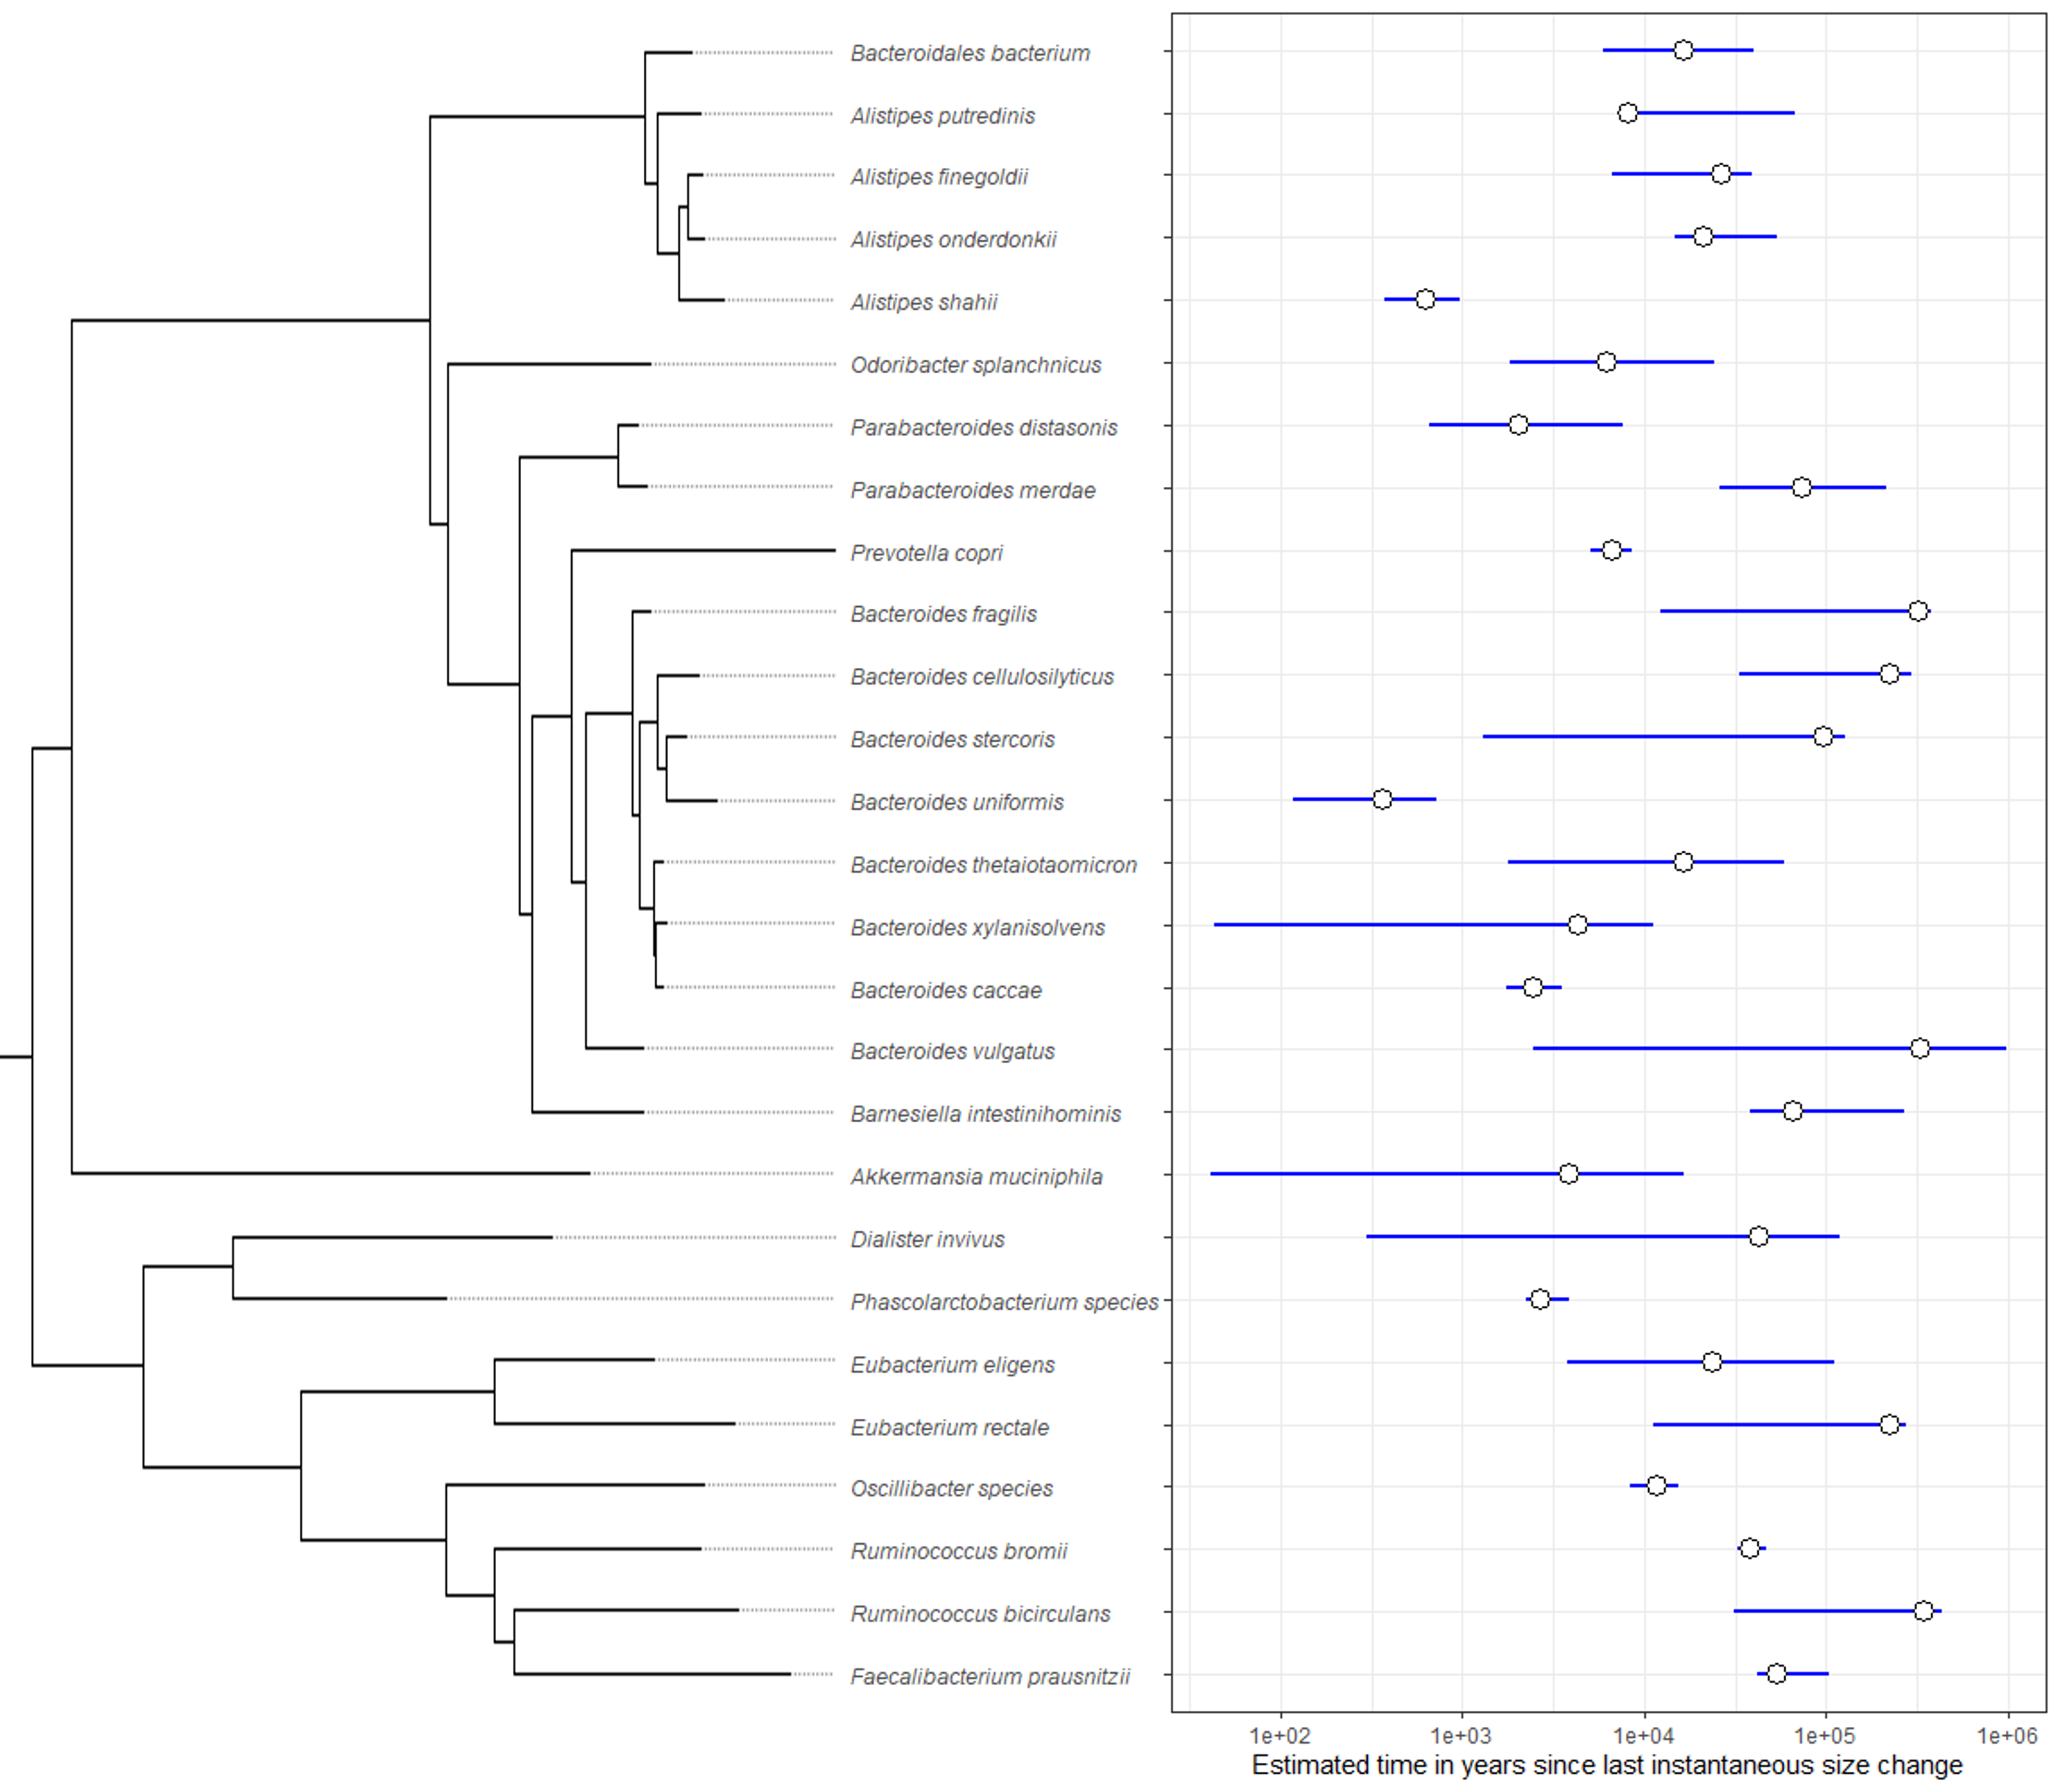 Bacteroidales bacterium
Alistipes putredinis
Alistipes finegoldii
Alistipes onderdonkii
Alistipes shahii
Odoribacter splanchnicus
Parabacteroides distasonis
Parabacteroides merdae
Prevotella copri
Bacteroides fragilis
Bacteroides cellulosilyticus
Bacteroides stercoris
Bacteroides uniformis
Bacteroides thetaiotaomicron
Bacteroides xylanisolvens
Bacteroides caccae
Bacteroides vulgatus
Barnesiella intestinihominis
Akkermansia muciniphila
Dialister invivus
Phascolarctobacterium species
Eubacterium eligens
Eubacterium rectale
Oscillibacter species
Ruminococcus bromii
Ruminococcus bicirculans
Faecalibacterium prausnitzii
1e+02 1e+03 1e+04 1e+05 1e+06
Estimated time in years since last instantaneous size change